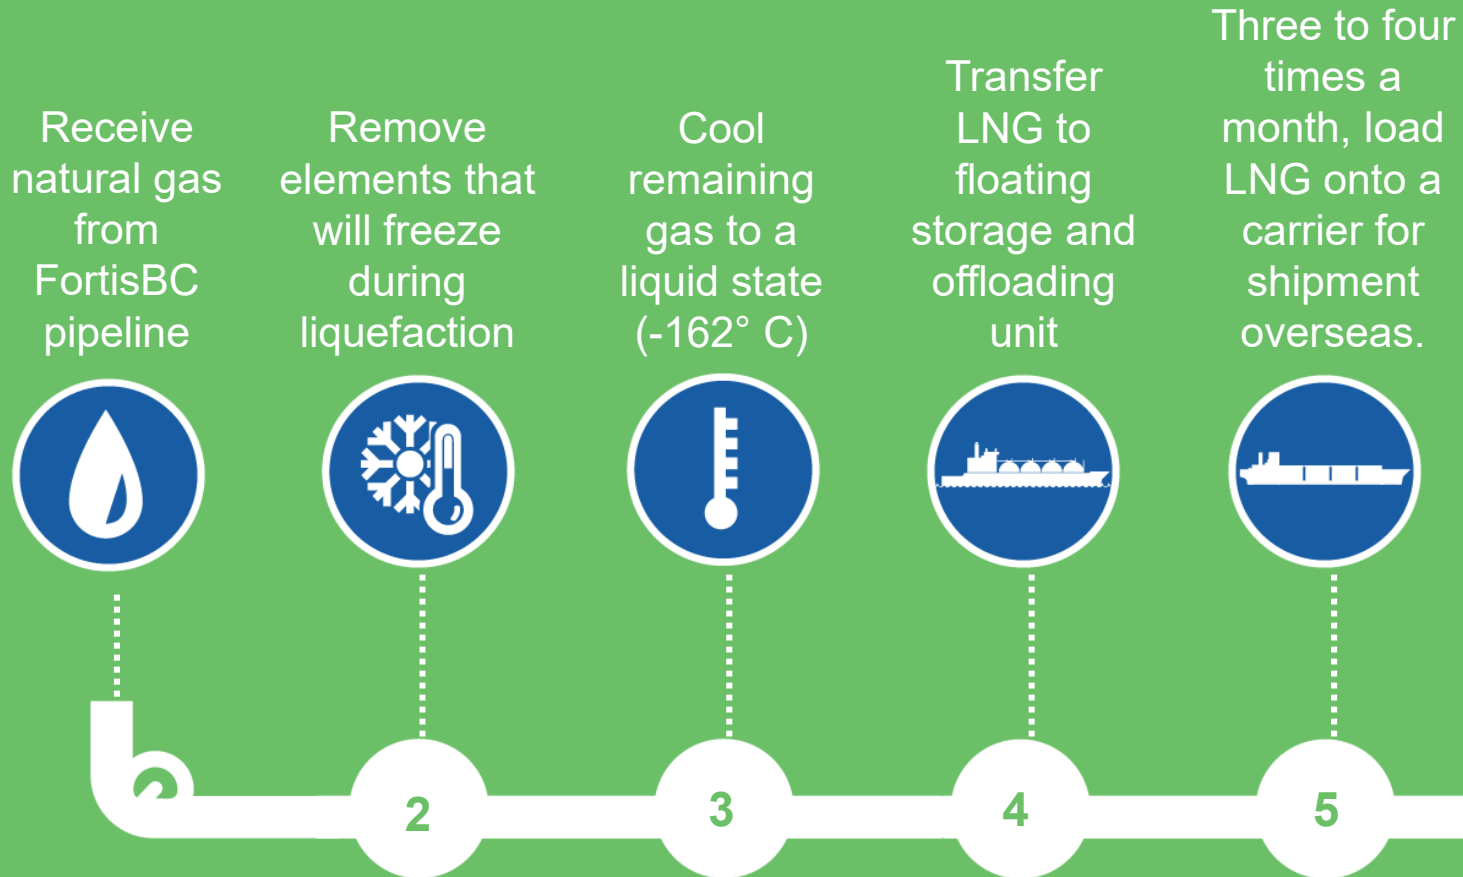 Receive
natural gas
from
FortisBC
pipeline
Remove
elements that
will freeze
during
liquefaction
Cool
remaining
gas to a
liquid state
(-162° C)
Transfer
LNG to
floating
storage and
offloading
unit
Three to four
times a
month, load
LNG onto a
carrier for
shipment
overseas.
2
3
4
5